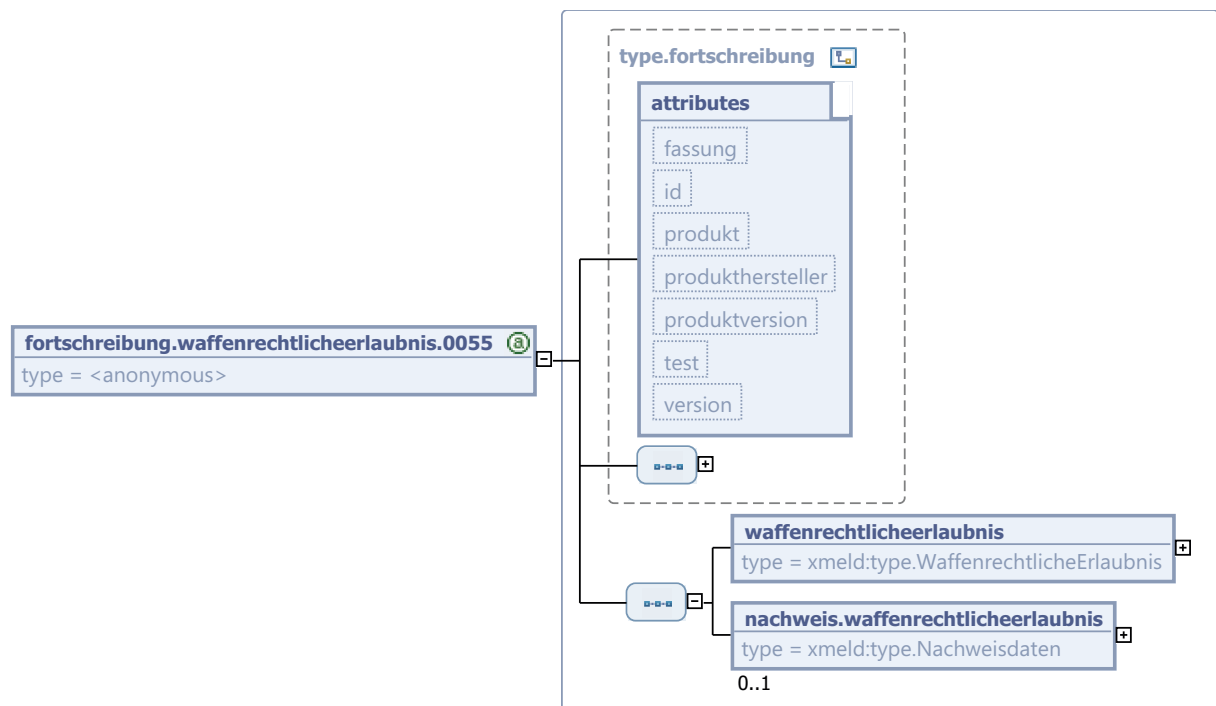 type.fortschreibung
attributes
fassung
id
produkt
produkthersteller
produktversion
test
version
fortschreibung.waffenrechtlicheerlaubnis.0055
type = <anonymous>
waffenrechtlicheerlaubnis
type = xmeld:type.WaffenrechtlicheErlaubnis
nachweis.waffenrechtlicheerlaubnis
type = xmeld:type.Nachweisdaten
0..1